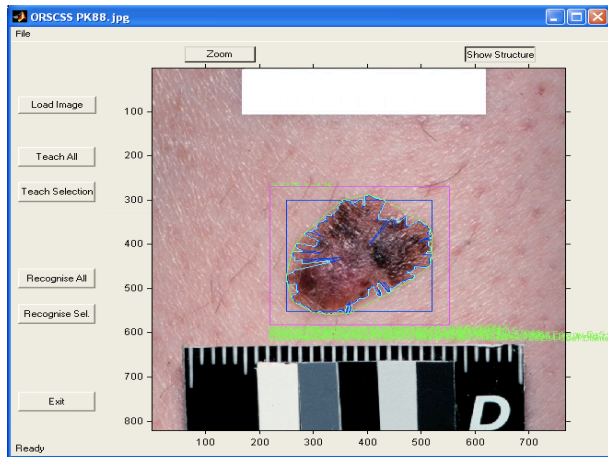 ORSCSS PK88.jpg
File
Zoom
Show Structure
Load Image
Teach All
Teach Selection
Recognise All
Recognise Sel.
Exit
Ready
100
200
300
400
500
600
700
800
100 200 300 400 500 600 700
D